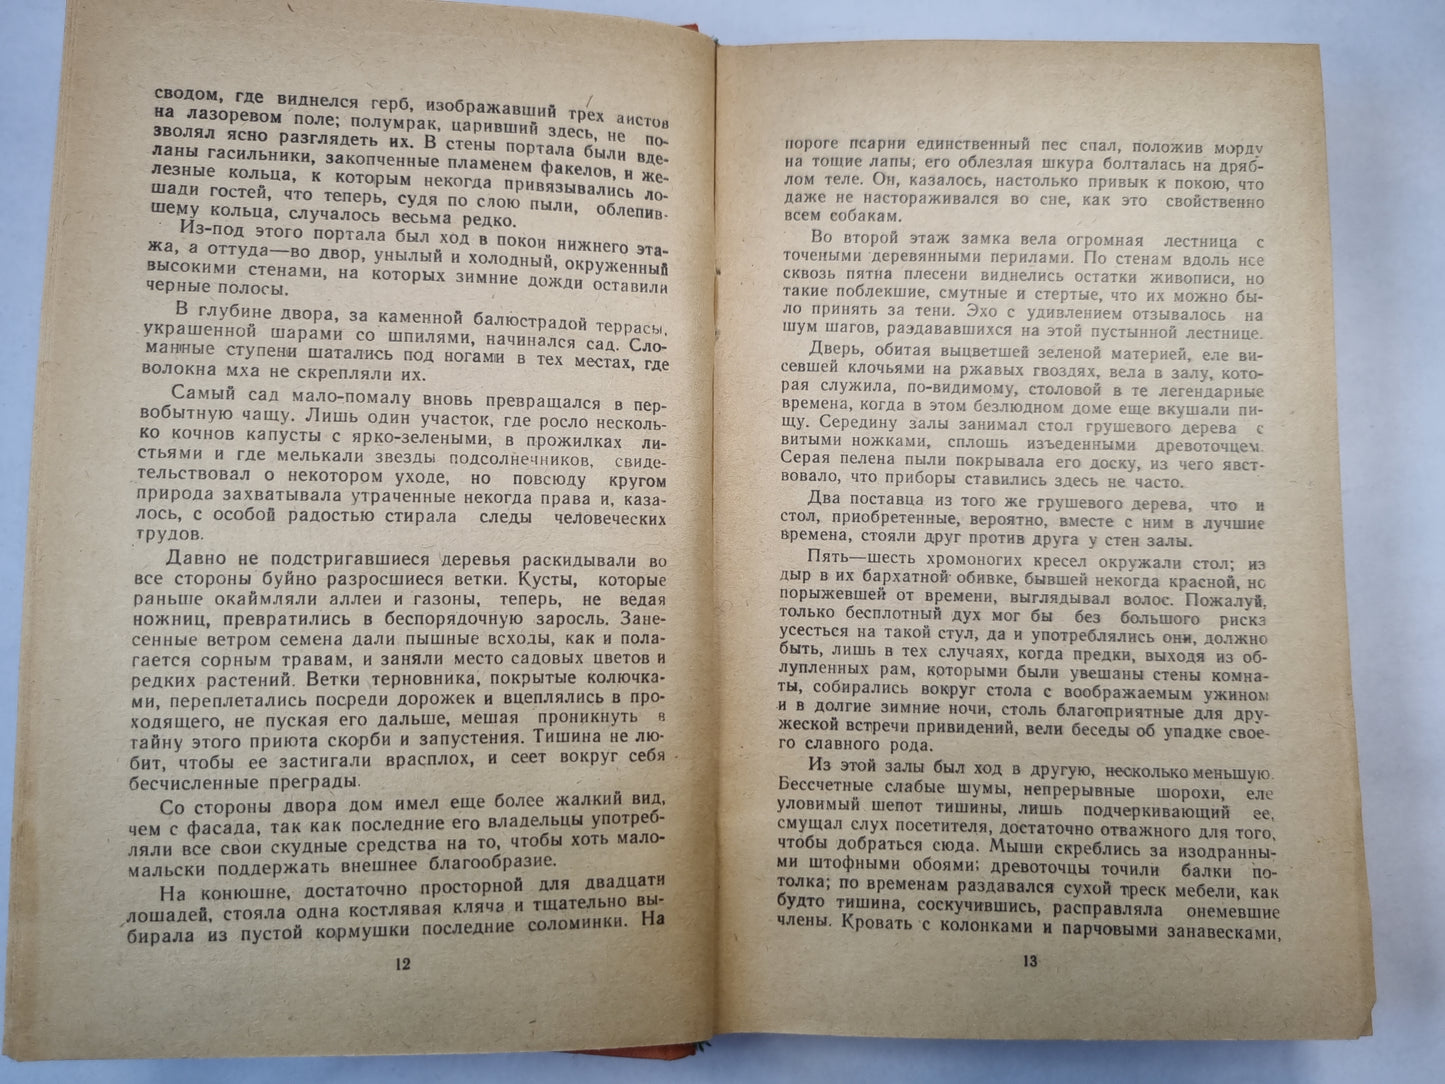 сводом, где виднелся герб, изображавший трех аистов
на лазоревом поле; полумрак, царивший здесь, не по-
зволял ясно разглядеть их. В стены портала были вде-
ланы гасильники, закопченные пламенем факелов, и же-
лезные кольца, к которым некогда привязывались ло-
шади гостей, что теперь, судя по слою пыли, облепив-
шему кольца, случалось весьма редко.
Из-под этого портала был ход в покои нижнего эта-
жа, а оттуда—во двор, унылый и холодный, окруженный
высокими стенами, на которых зимние дожди оставили
черные полосы.
В глубине двора, за каменной балюстрадой террасы,
украшенной шарами со шпилями, начинался сад. Сло-
манные ступени шатались под ногами в тех местах, где
волокна мха не скрепляли их.
Самый сад мало-помалу вновь превращался в пер-
вобытную чащу. Лишь один участок, где росло несколь-
ко кочнов капусты с ярко-зелеными, в прожилках ли-
стьями и где мелькали звезды подсолнечников, свиде-
тельствовал о некотором уходе, но повсюду кругом
природа захватывала утраченные некогда права и, каза-
лось, с особой радостью стирала следы человеческих
трудов.
Давно не подстригавшиеся деревья раскидывали во
все стороны буйно разросшиеся ветки. Кусты, которые
раньше окаймляли аллеи и газоны, теперь, не ведая
ножниц, превратились в беспорядочную заросль. Зане-
сенные ветром семена дали пышные всходы, как и пола-
гается сорным травам, и заняли место садовых цветов и
редких растений. Ветки терновника, покрытые колючка-
ми, переплетались посреди дорожек и вцеплялись в про-
ходящего, не пуская его дальше, мешая проникнуть в
тайну этого приюта скорби и запустения. Тишина не лю-
бит, чтобы ее застигали врасплох, и сеет вокруг себя
бесчисленные преграды.
Со стороны двора дом имел еще более жалкий вид,
чем с фасада, так как последние его владельцы употреб-
ляли все свои скудные средства на то, чтобы хоть мало-
мальски поддержать внешнее благообразие.
На конюшне, достаточно просторной для двадцати
лошадей, стояла одна костлявая кляча и тщательно вы-
бирала из пустой кормушки последние соломинки. На
12
пороге псарии единственный пес спал, положив морду
на тощие лапы; его облезлая шкура болталась на дряб-
лом теле. Он, казалось, настолько привык к покою, что
даже не настораживался во сне, как это свойственно
всем собакам.
Во второй этаж замка вела огромная лестница с
точеными деревянными перилами. По стенам вдоль нее
сквозь пятна плесени виднелись остатки живописи, но
такие поблекшие, смутные и стертые, что их можно бы-
ло принять за тени. Эхо с удивлением отзывалось на
шум шагов, раздававшихся на этой пустынной лестнице.
Дверь, обитая выцветшей зеленой материей, еле ви-
севшей клочьями на ржавых гвоздях, вела в залу, кото-
рая служила, по-видимому, столовой в те легендарные
времена, когда в этом безлюдном доме еще вкушали пи-
щу. Середину залы занимал стол грушевого дерева с
витыми ножками, сплошь изъеденными древоточцем.
Серая пелена пыли покрывала его доску, из чего явст-
вовало, что приборы ставились здесь не часто.
Два поставца из того же грушевого дерева, что и
стол, приобретенные, вероятно, вместе с ним в лучшие
времена, стояли друг против друга у стен залы.
Пять—шесть хромоногих кресел окружали стол; из
дыр в их бархатной обивке, бывшей некогда красной, но
порыжевшей от времени, выглядывал волос. Пожалуй,
только бесплотный дух мог бы без большого риска
усесться на такой стул, да и употреблялись они, должно
быть, лишь в тех случаях, когда предки, выходя из об-
лупленных рам, которыми были увешаны стены комна-
ты, собирались вокруг стола с воображаемым ужином
и в долгие зимние ночи, столь благоприятные для дру-
жеской встречи привидений, вели беседы об упадке свое-
го славного рода.
Из этой залы был ход в другую, несколько меньшую.
Бессчетные слабые шумы, непрерывные шорохи, еле
уловимый шепот тишины, лишь подчеркивающий ее,
смущал слух посетителя, достаточно отважного для того,
чтобы добраться сюда. Мыши скреблись за изодранны-
ми штофными обоями; древоточцы точили балки по-
толка; по временам раздавался сухой треск мебели, как
будто тишина, соскучившись, расправляла онемевшие
члены. Кровать с колонками и парчовыми занавесками,
13